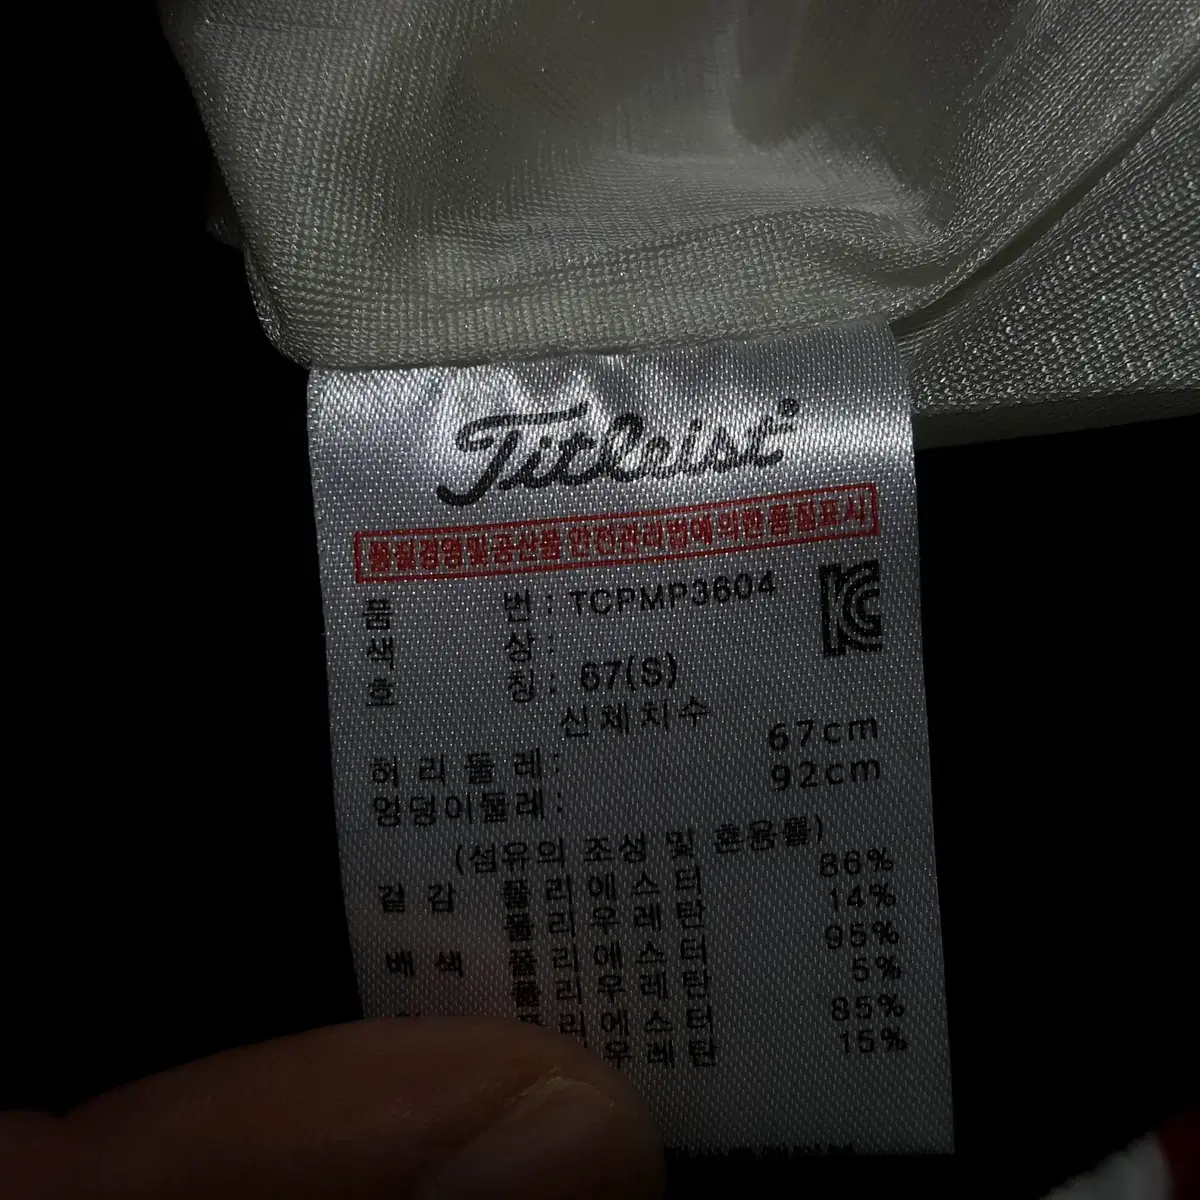 Titleist®
품질경영및공산품 안전관리법에 의한 품질표시
품 번 : TCPMP3604
색 상 :
호 칭 : 67(S)
신체치수
허 리 둘 레 : 67cm
엉덩이둘레 : 92cm
(섬유의 조성 및 혼용률)
겉 감 폴 리 에 스 터 86%
폴 리 우 레 탄 14%
배 색 폴 리 에 스 터 95%
폴 리 우 레 탄 5%
리 에 스 터 85%
우 레 탄 15%